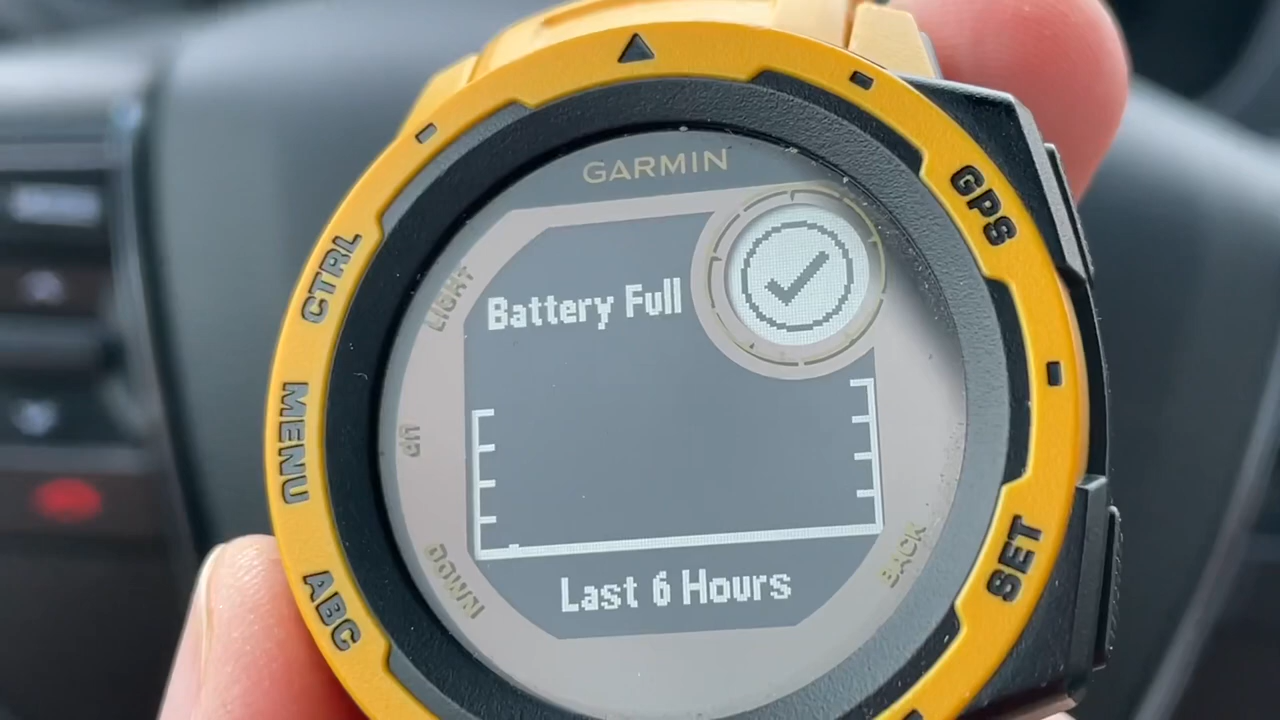 GARMIN
GPS
CTRL
LIGHT
Battery Full
MENU
UP
DOWN
BACK
SET
Last 6 Hours
ABC